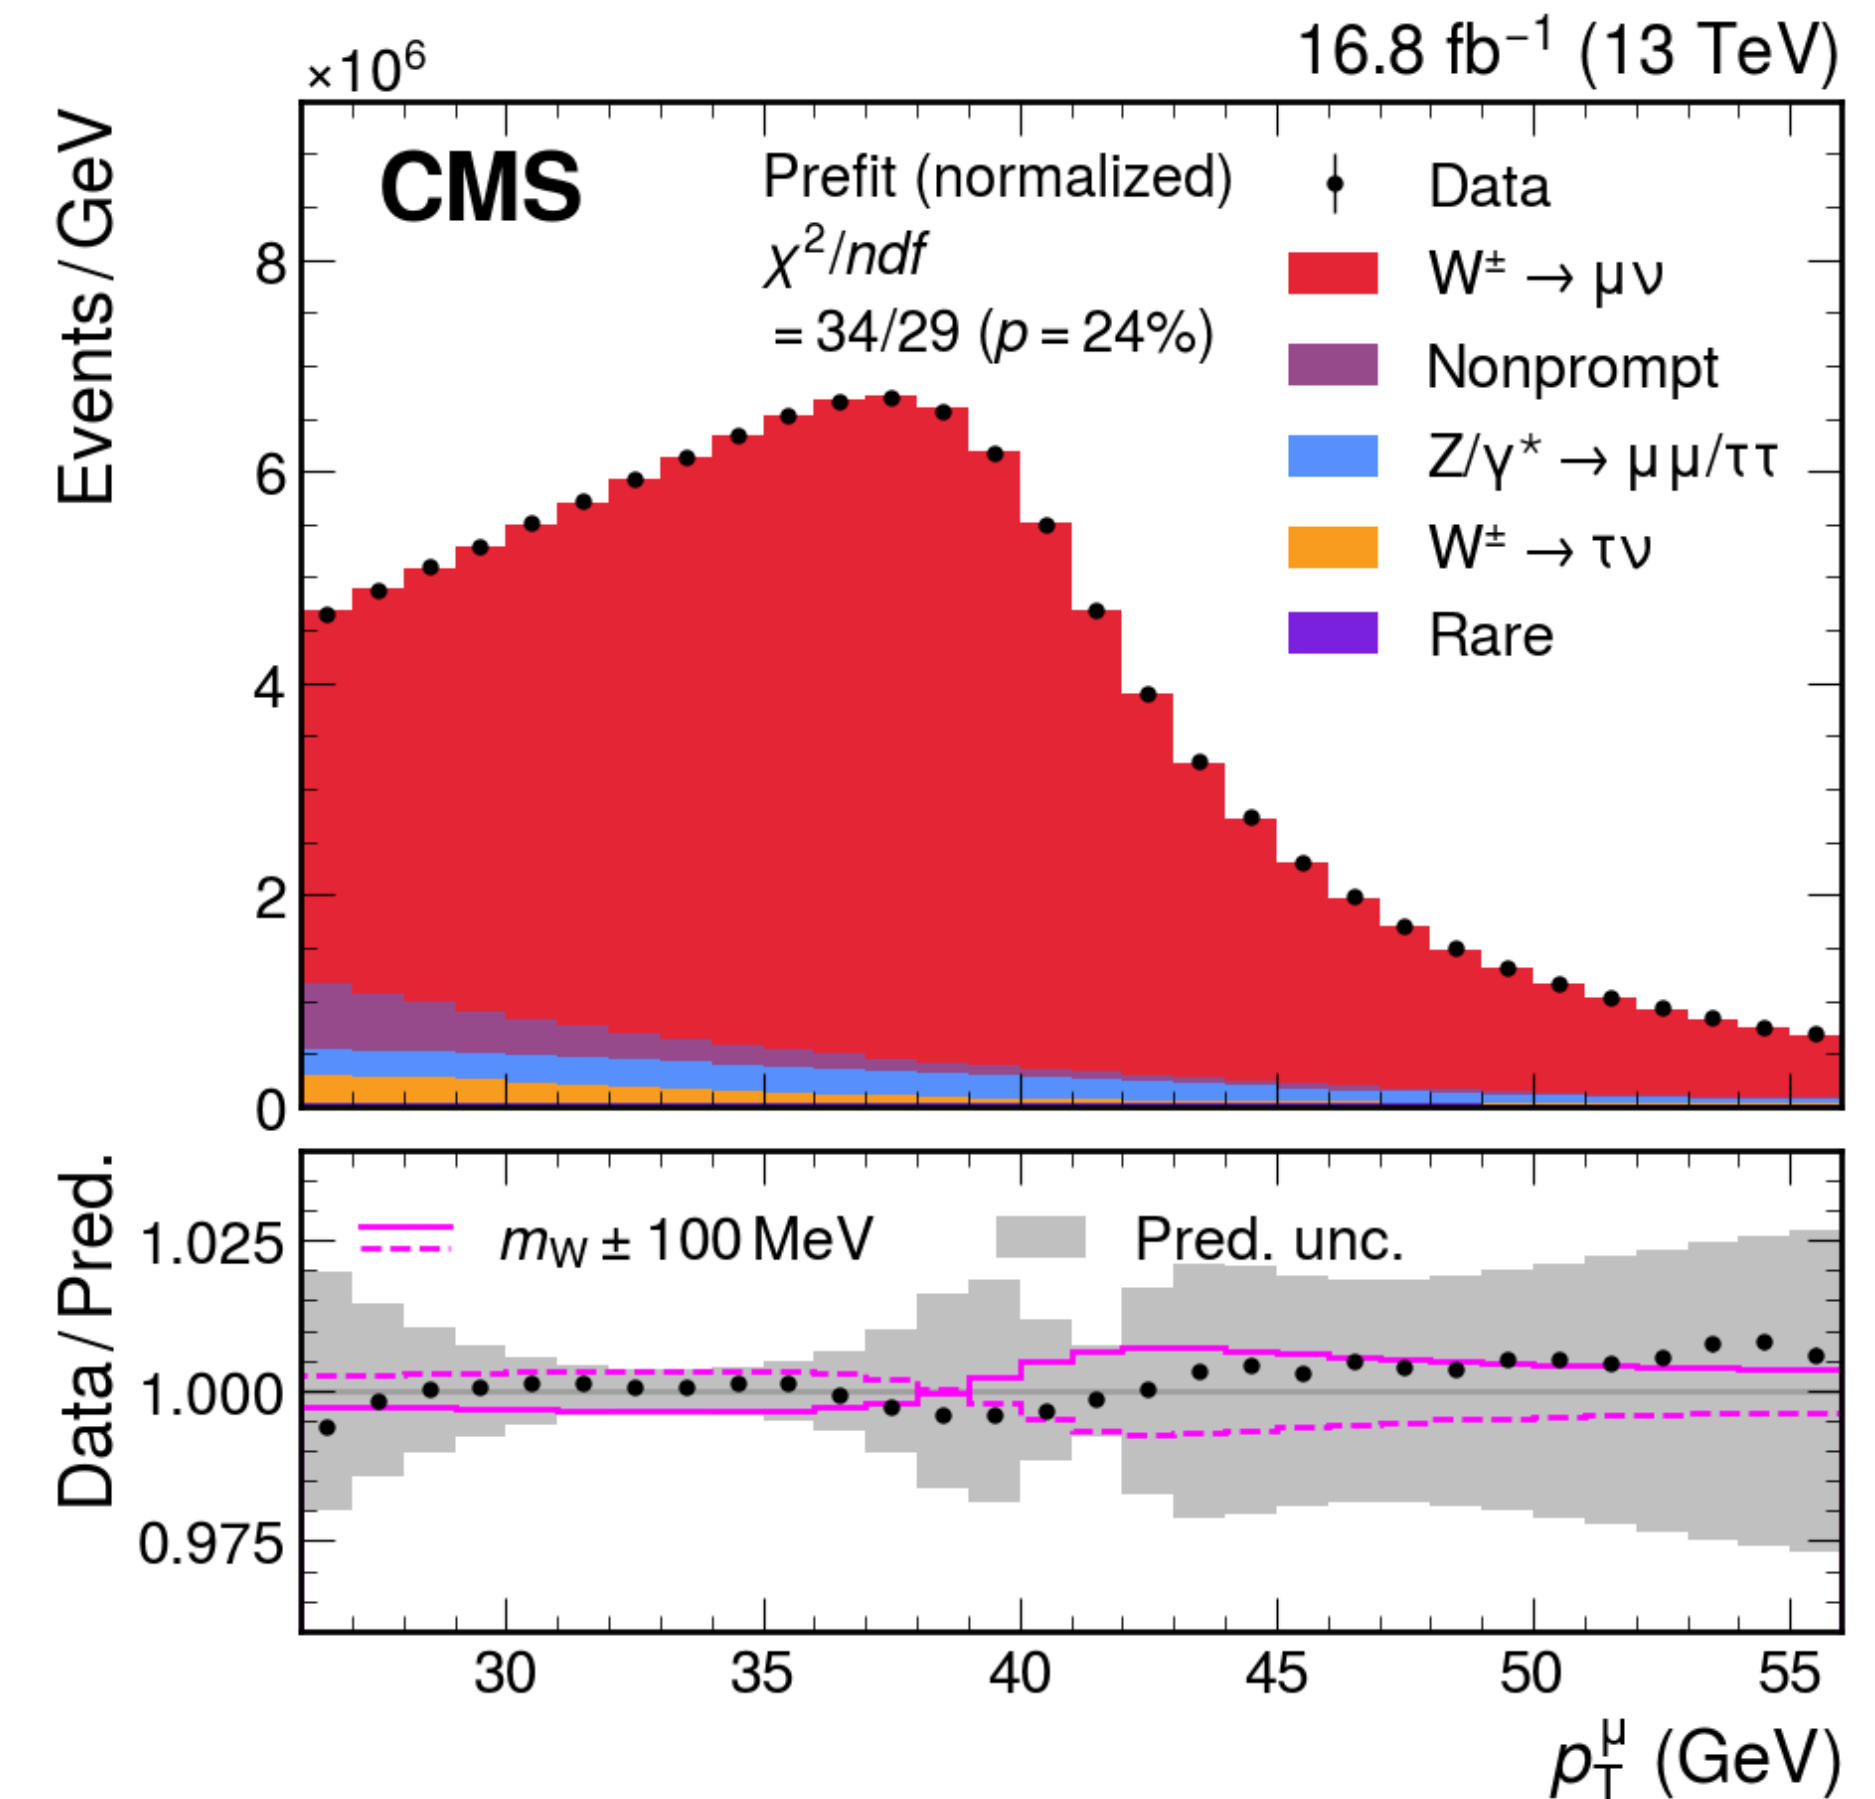 16.8 fb⁻¹ (13 TeV)
×10⁶
Events / GeV
CMS
Prefit (normalized)
χ²/ndf
= 34/29 (p = 24%)
Data
W± → μν
Nonprompt
Z/γ* → μμ/ττ
W± → τν
Rare
8
6
4
2
0
Data / Pred.
m_W ± 100 MeV
Pred. unc.
1.025
1.000
0.975
30 35 40 45 50 55
p_T^μ (GeV)